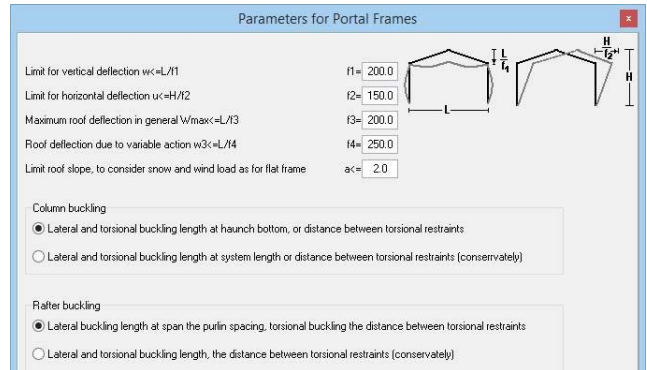 Parameters for Portal Frames
x
Limit for vertical deflection w<=L/f1 f1= 200.0
Limit for horizontal deflection u<=H/f2 f2= 150.0
Maximum roof deflection in general Wmax<=L/f3 f3= 200.0
Roof deflection due to variable action w3<=L/f4 f4= 250.0
Limit roof slope, to consider snow and wind load as for flat frame a<= 2.0
L
f1
L
H
f2
H
Column buckling
Lateral and torsional buckling length at haunch bottom, or distance between torsional restraints
Lateral and torsional buckling length at system length or distance between torsional restraints (conserrvately)
Rafter buckling
Lateral buckling length at span the purlin spacing, torsional buckling the distance between torsional restraints
Lateral and torsional buckling length, the distance between torsional restraints (conservately)